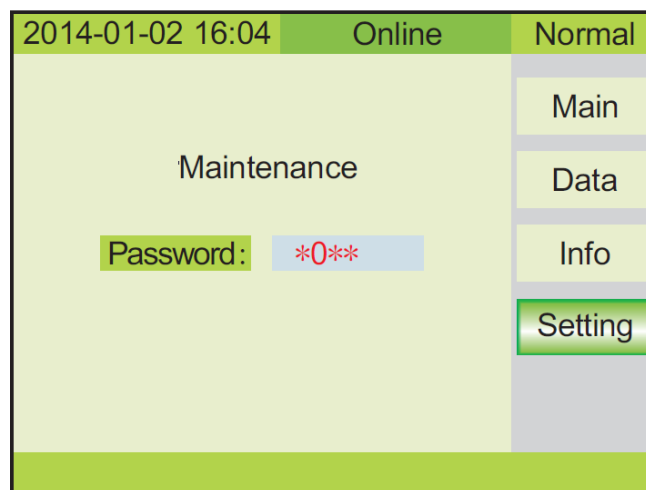 2014-01-02 16:04 Online Normal
Main
Maintenance
Data
Password: *0**
Info
Setting